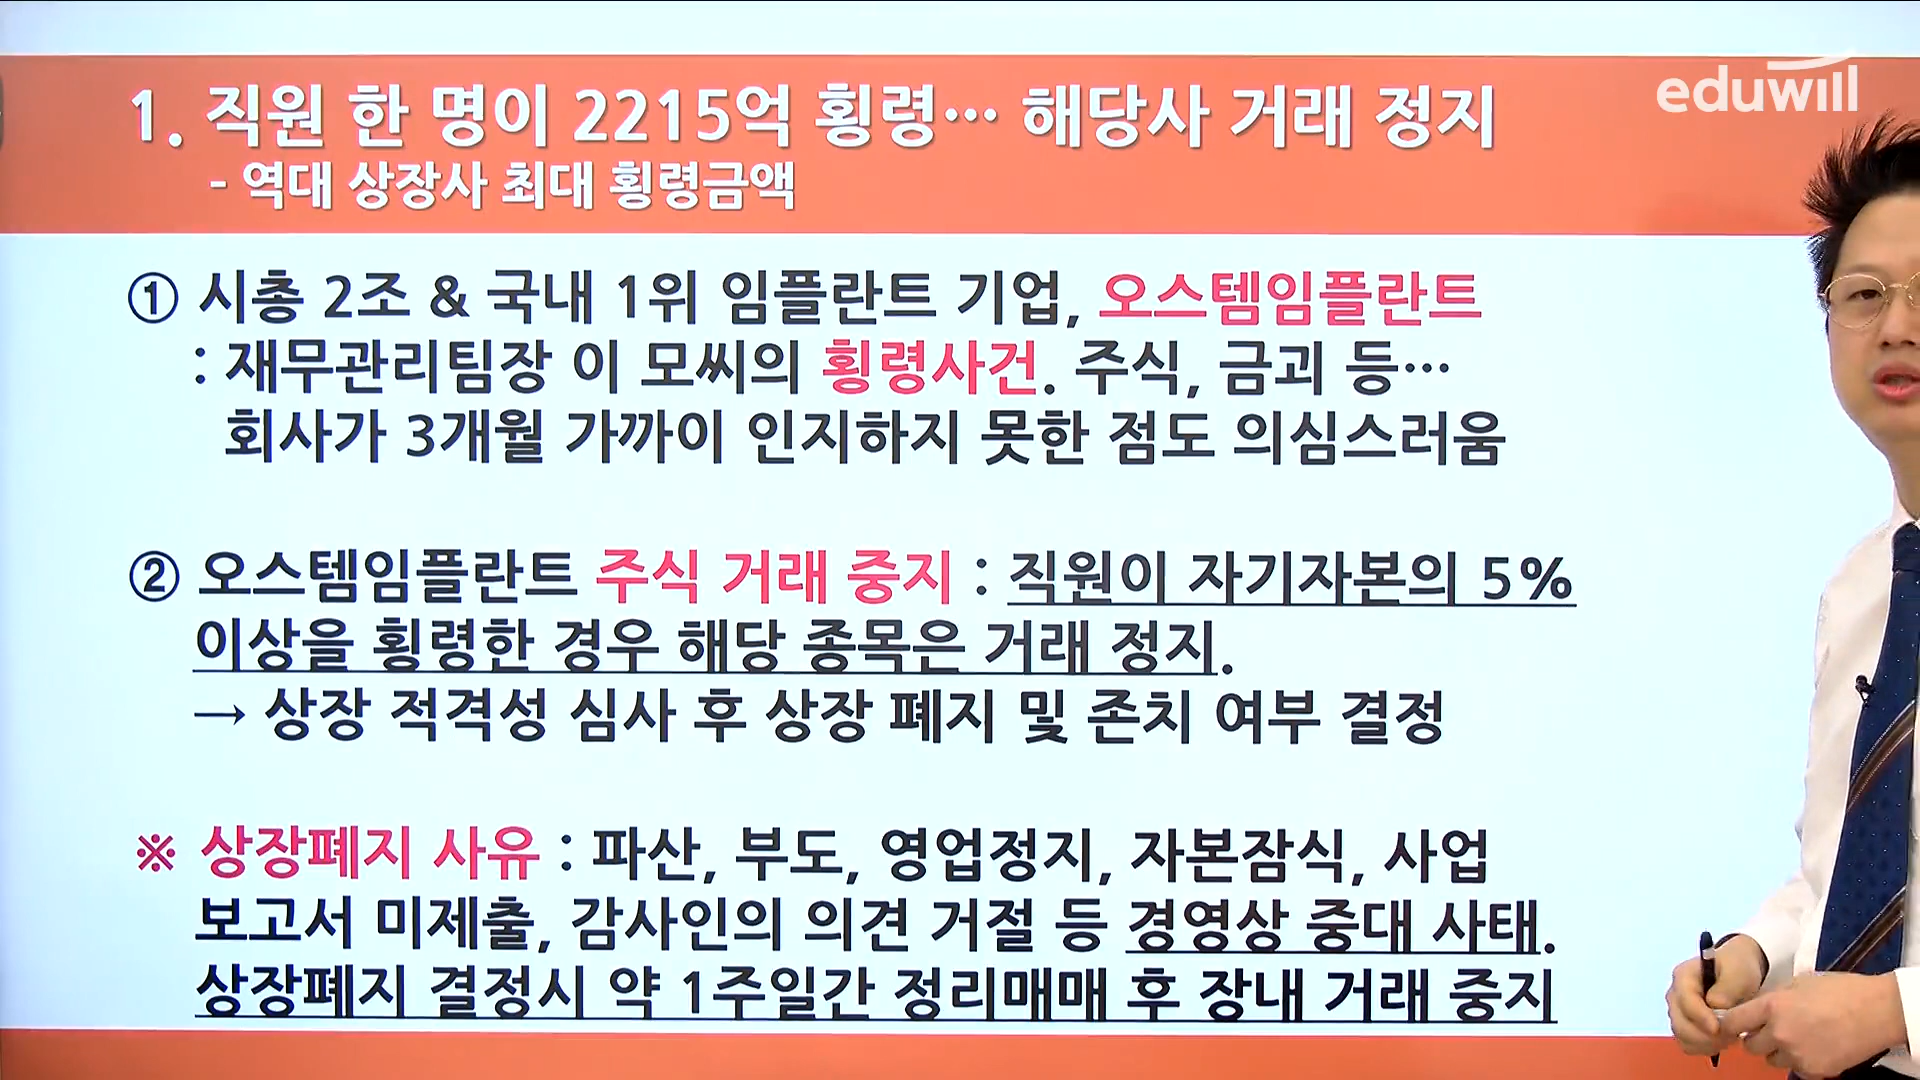 eduwill
1. 직원 한 명이 2215억 횡령… 해당사 거래 정지
- 역대 상장사 최대 횡령금액
① 시총 2조 & 국내 1위 임플란트 기업, 오스템임플란트
: 재무관리팀장 이 모씨의 횡령사건. 주식, 금괴 등…
회사가 3개월 가까이 인지하지 못한 점도 의심스러움
② 오스템임플란트 주식 거래 중지 : 직원이 자기자본의 5%
이상을 횡령한 경우 해당 종목은 거래 정지.
→ 상장 적격성 심사 후 상장 폐지 및 존치 여부 결정
※ 상장폐지 사유 : 파산, 부도, 영업정지, 자본잠식, 사업
보고서 미제출, 감사인의 의견 거절 등 경영상 중대 사태.
상장폐지 결정시 약 1주일간 정리매매 후 장내 거래 중지